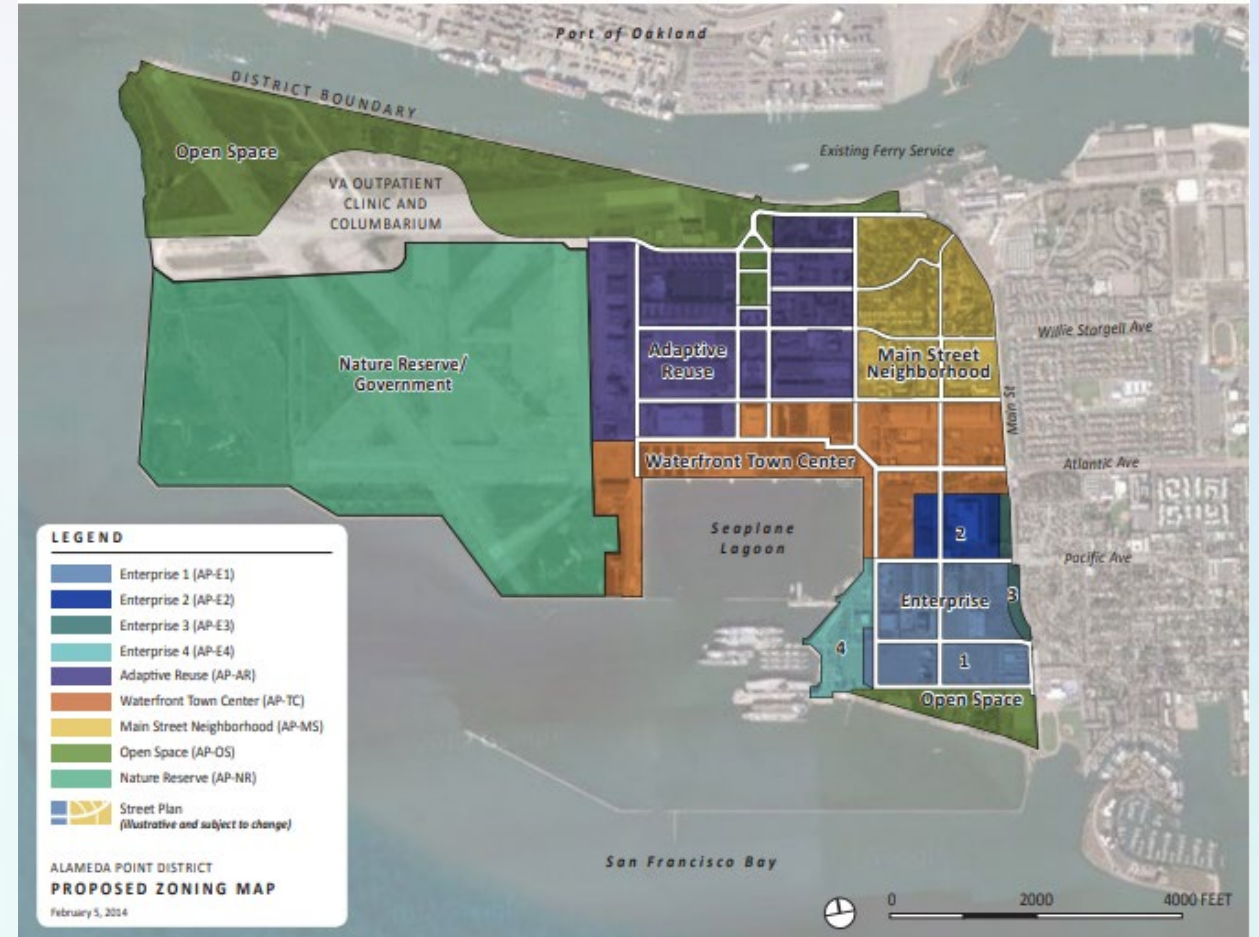 Port of Oakland
DISTRICT BOUNDARY
Existing Ferry Service
Open Space
VA OUTPATIENT
CLINIC AND
COLUMBARIUM
Willie Stargell Ave
Nature Reserve/
Government
Adaptive
Reuse
Main Street
Neighborhood
Main St
Waterfront Town Center
Atlantic Ave
Seaplane
Lagoon
2
Pacific Ave
Enterprise
3
4
1
Open Space
LEGEND
Enterprise 1 (AP-E1)
Enterprise 2 (AP-E2)
Enterprise 3 (AP-E3)
Enterprise 4 (AP-E4)
Adaptive Reuse (AP-AR)
Waterfront Town Center (AP-TC)
Main Street Neighborhood (AP-MS)
Open Space (AP-OS)
Nature Reserve (AP-NR)
Street Plan
(illustrative and subject to change)
ALAMEDA POINT DISTRICT
PROPOSED ZONING MAP
February 5, 2014
San Francisco Bay
0 2000 4000 FEET